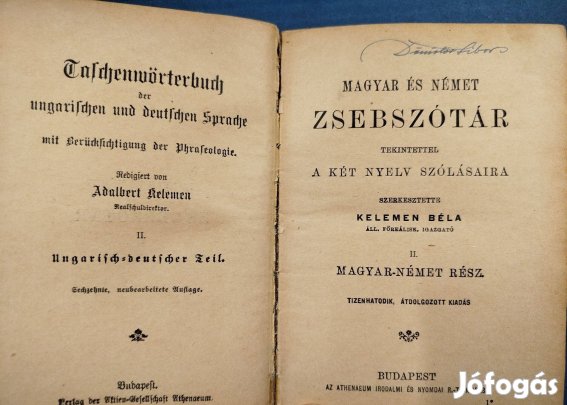 Taschenwörterbuch
der
ungarischen und deutschen Sprache
mit Berücksichtigung der Phraseologie.
Redigiert von
Adalbert Kelemen
Realschuldirektor.
II.
Ungarisch-deutscher Teil.
Sechzehnte, neubearbeitete Auflage.
Budapest.
Verlag der Aktien-Gesellschaft Athenaeum.
MAGYAR ÉS NÉMET
ZSEBSZÓTÁR
TEKINTETTEL
A KÉT NYELV SZÓLÁSAIRA
SZERKESZTETTE
KELEMEN BÉLA
ÁLL. FŐREÁLISK. IGAZGATÓ
II.
MAGYAR-NÉMET RÉSZ.
TIZENHATODIK, ÁTDOLGOZOTT KIADÁS
BUDAPEST
AZ ATHENAEUM IRODALMI ÉS NYOMDAI R.-T.
1*
Jófogás